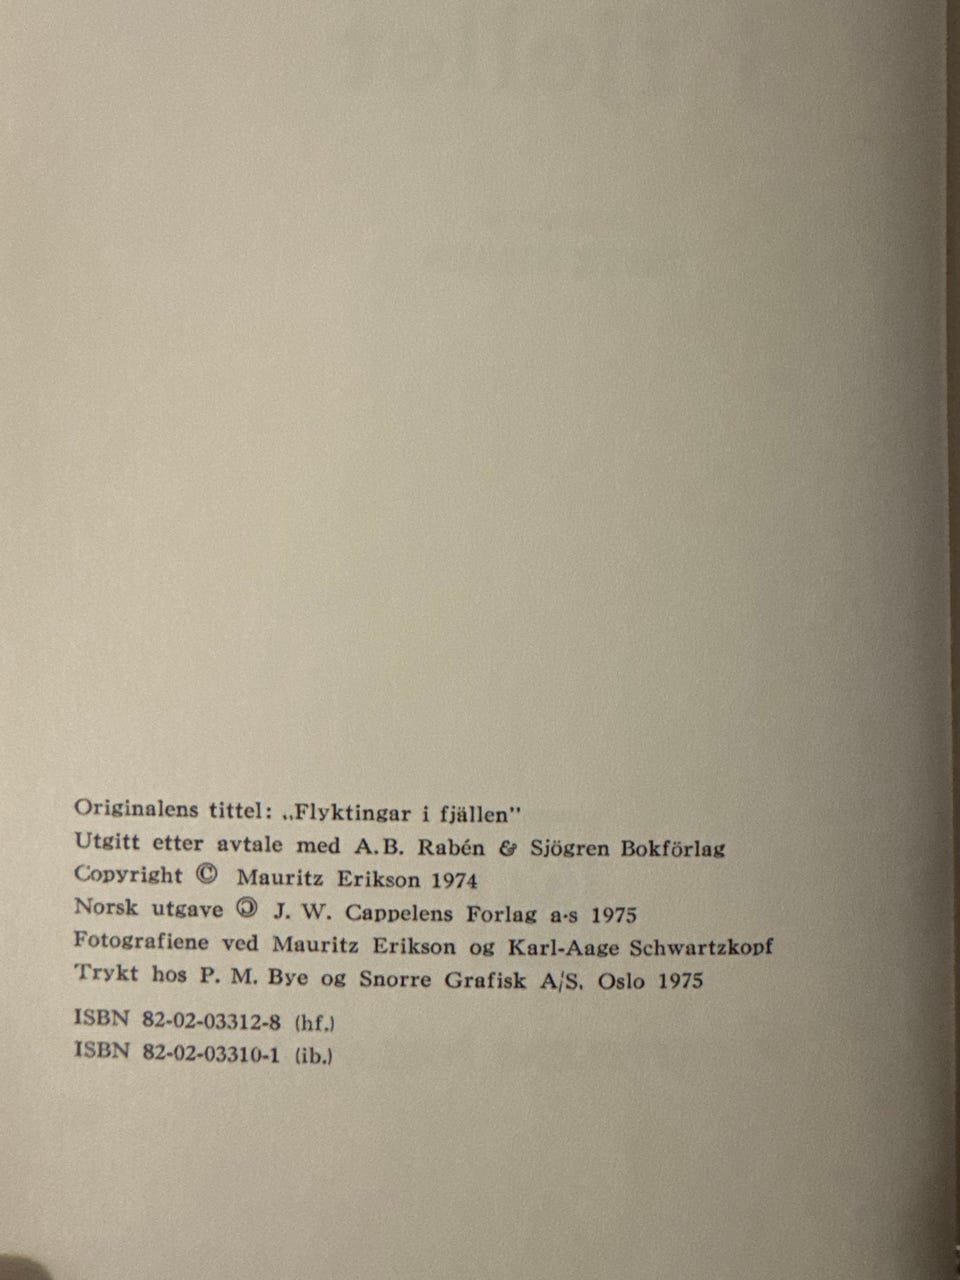 Originalens tittel: „Flyktingar i fjällen”
Utgitt etter avtale med A.B. Rabén & Sjögren Bokförlag
Copyright © Mauritz Erikson 1974
Norsk utgave © J. W. Cappelens Forlag a·s 1975
Fotografiene ved Mauritz Erikson og Karl-Aage Schwartzkopf
Trykt hos P. M. Bye og Snorre Grafisk A/S. Oslo 1975
ISBN 82-02-03312-8 (hf.)
ISBN 82-02-03310-1 (ib.)